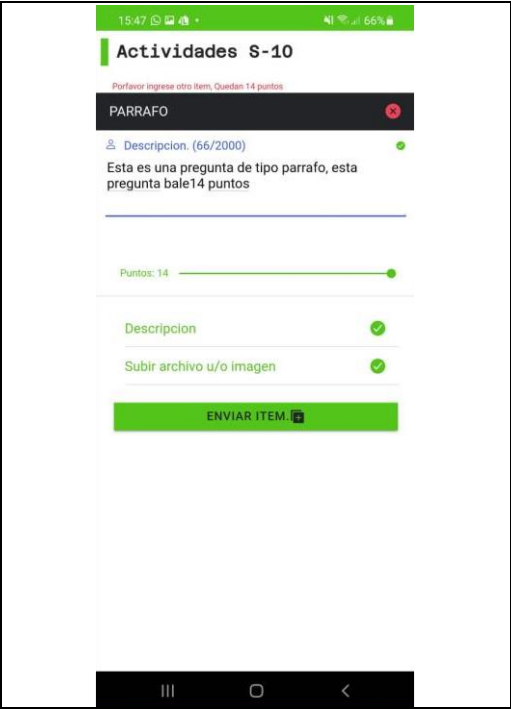 15:47 66%
Actividades S-10
Porfavor ingrese otro item, Quedan 14 puntos
PARRAFO
Descripcion. (66/2000)
Esta es una pregunta de tipo parrafo, esta
pregunta bale14 puntos
Puntos: 14
Descripcion
Subir archivo u/o imagen
ENVIAR ITEM.